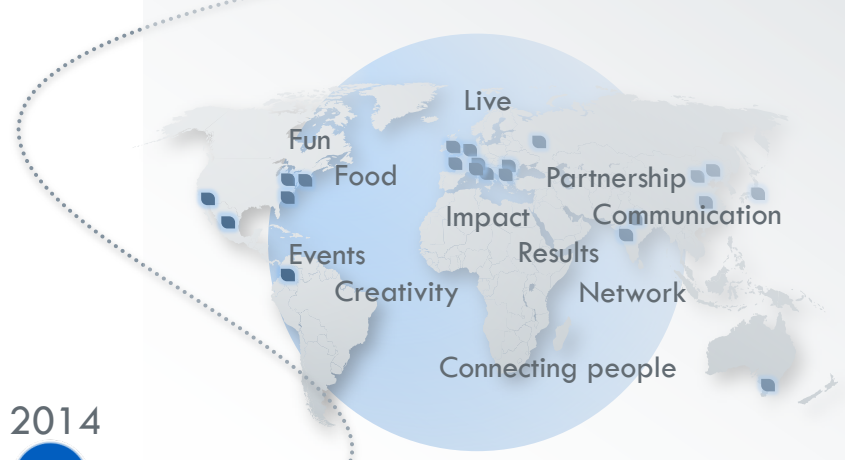 Live
Fun
Food
Partnership
Impact
Communication
Events
Results
Creativity
Network
Connecting people
2014